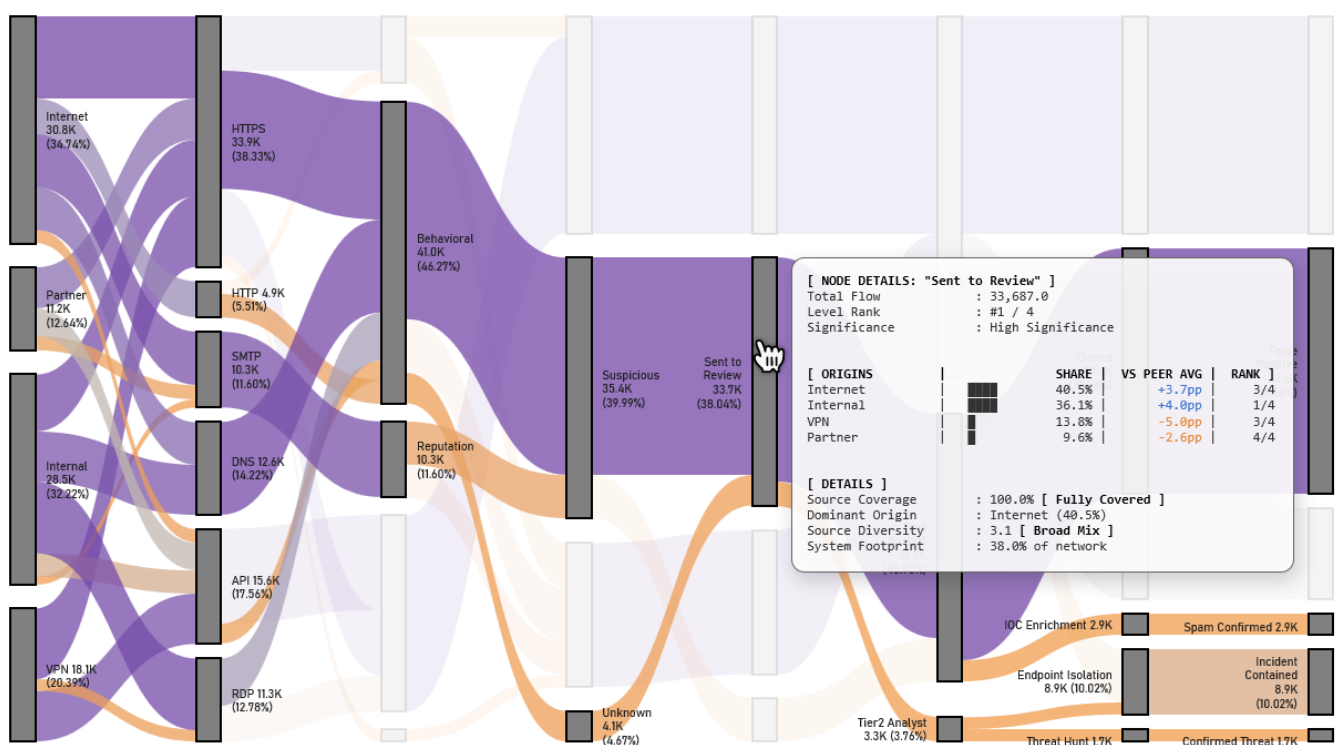 Internet
30.8K
(34.74%)
Partner
11.2K
(12.64%)
Internal
28.5K
(32.22%)
VPN 18.1K
(20.39%)
HTTPS
33.9K
(38.33%)
HTTP 4.9K
(5.51%)
SMTP
10.3K
(11.60%)
DNS 12.6K
(14.22%)
API 15.6K
(17.56%)
RDP 11.3K
(12.78%)
Behavioral
41.0K
(46.27%)
Reputation
10.3K
(11.60%)
Suspicious
35.4K
(39.99%)
Unknown
4.1K
(4.67%)
Sent to
Review
33.7K
(38.04%)
[ NODE DETAILS: "Sent to Review" ]
Total Flow : 33,687.0
Level Rank : #1 / 4
Significance : High Significance
[ ORIGINS | SHARE | VS PEER AVG | RANK ]
Internet | 40.5% | +3.7pp | 3/4
Internal | 36.1% | +4.0pp | 1/4
VPN | 13.8% | -5.0pp | 3/4
Partner | 9.6% | -2.6pp | 4/4
[ DETAILS ]
Source Coverage : 100.0% [ Fully Covered ]
Dominant Origin : Internet (40.5%)
Source Diversity : 3.1 [ Broad Mix ]
System Footprint : 38.0% of network
Closed
False
Tier2 Analyst
3.3K (3.76%)
IOC Enrichment 2.9K
Endpoint Isolation
8.9K (10.02%)
Threat Hunt 1.7K
Spam Confirmed 2.9K
Incident
Contained
8.9K
(10.02%)
Confirmed Threat 1.7K